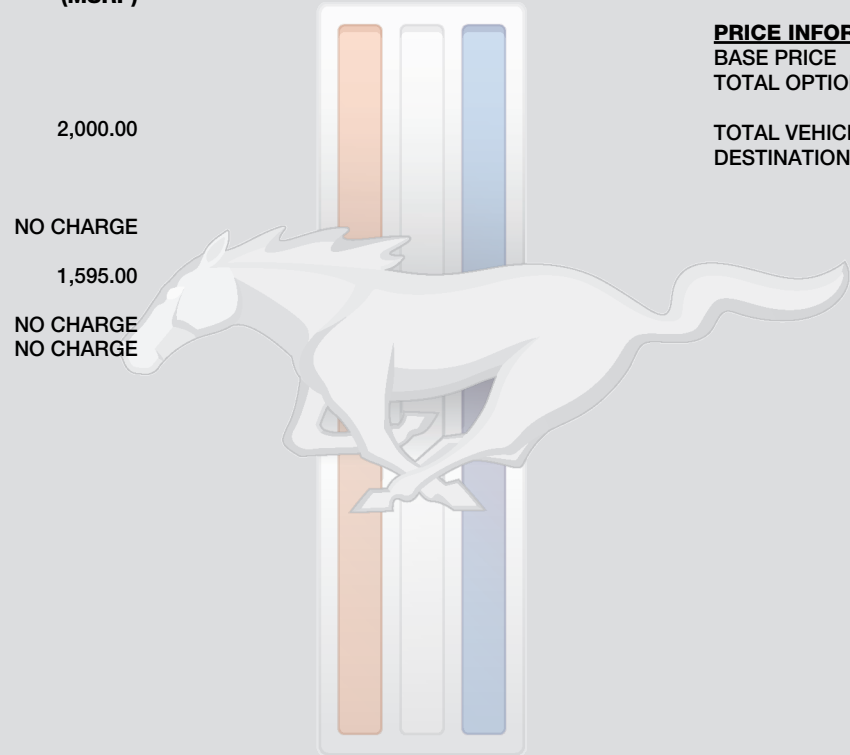 (MSRP)
2,000.00
NO CHARGE
1,595.00
NO CHARGE
NO CHARGE
PRICE INFOR
BASE PRICE
TOTAL OPTIO
TOTAL VEHIC
DESTINATION